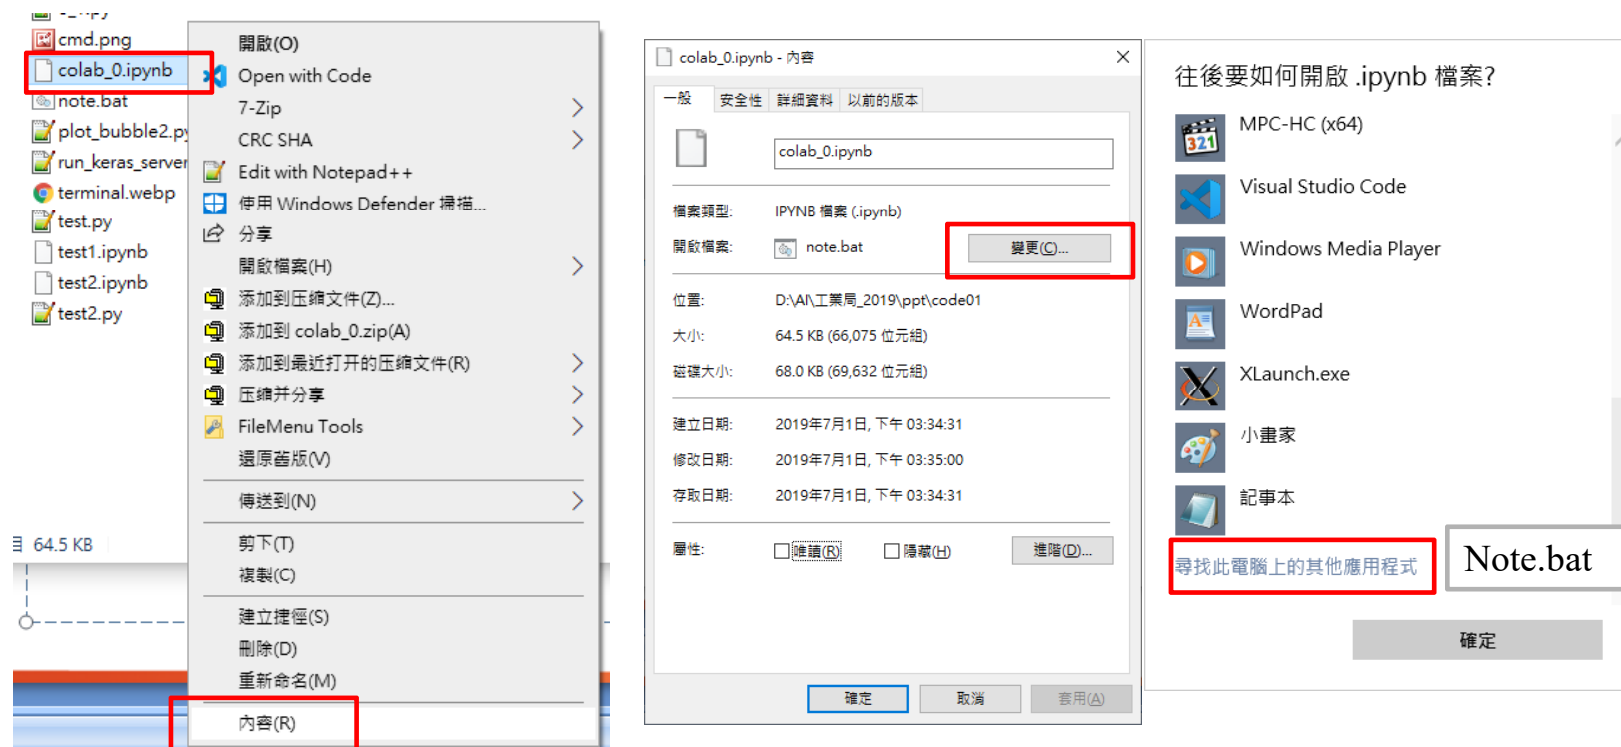 cmd.png
colab_0.ipynb
note.bat
plot_bubble2.py
run_keras_server
terminal.webp
test.py
test1.ipynb
test2.ipynb
test2.py
64.5 KB
開啟(O)
Open with Code
7-Zip
CRC SHA
Edit with Notepad++
使用 Windows Defender 掃描...
分享
開啟檔案(H)
添加到压缩文件(Z)...
添加到 colab_0.zip(A)
添加到最近打开的压缩文件(R)
压缩并分享
FileMenu Tools
還原舊版(V)
傳送到(N)
剪下(T)
複製(C)
建立捷徑(S)
刪除(D)
重新命名(M)
內容(R)
colab_0.ipynb - 內容
一般 安全性 詳細資料 以前的版本
colab_0.ipynb
檔案類型: IPYNB 檔案 (.ipynb)
開啟檔案: note.bat 變更(C)...
位置: D:\AI\工業局_2019\ppt\code01
大小: 64.5 KB (66,075 位元組)
磁碟大小: 68.0 KB (69,632 位元組)
建立日期: 2019年7月1日, 下午 03:34:31
修改日期: 2019年7月1日, 下午 03:35:00
存取日期: 2019年7月1日, 下午 03:34:31
屬性: 唯讀(R) 隱藏(H) 進階(D)...
確定 取消 套用(A)
往後要如何開啟 .ipynb 檔案?
MPC-HC (x64)
Visual Studio Code
Windows Media Player
WordPad
XLaunch.exe
小畫家
記事本
尋找此電腦上的其他應用程式
Note.bat
確定